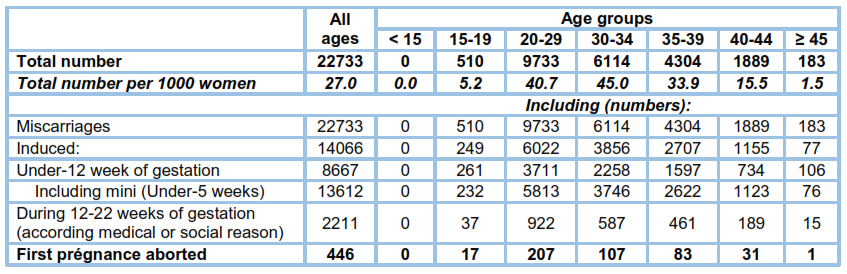 All ages Age groups
< 15 15-19 20-29 30-34 35-39 40-44 ≥ 45
Total number 22733 0 510 9733 6114 4304 1889 183
Total number per 1000 women 27.0 0.0 5.2 40.7 45.0 33.9 15.5 1.5
Including (numbers):
Miscarriages 22733 0 510 9733 6114 4304 1889 183
Induced: 14066 0 249 6022 3856 2707 1155 77
Under-12 week of gestation 8667 0 261 3711 2258 1597 734 106
Including mini (Under-5 weeks) 13612 0 232 5813 3746 2622 1123 76
During 12-22 weeks of gestation
(according medical or social reason) 2211 0 37 922 587 461 189 15
First prégnance aborted 446 0 17 207 107 83 31 1